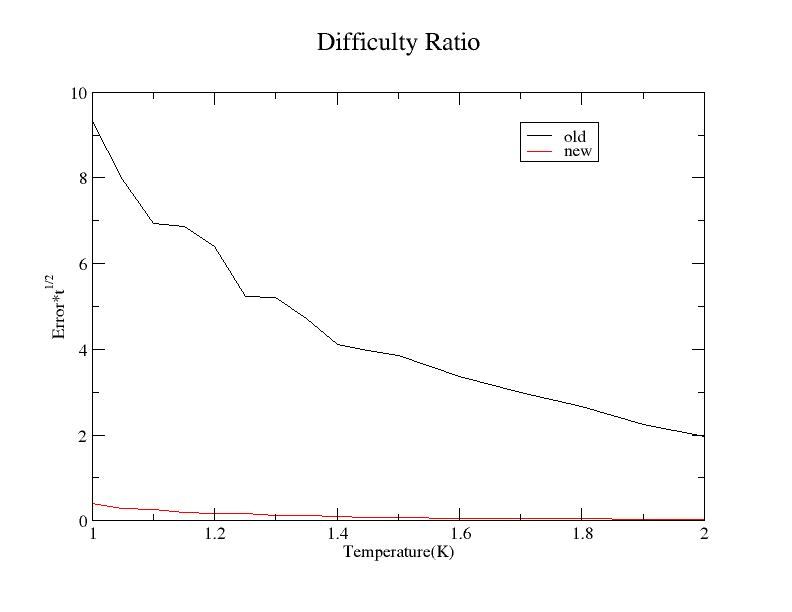 Difficulty Ratio
10
8
6
4
2
0
Error*t^1/2
old
new
1 1.2 1.4 1.6 1.8 2
Temperature(K)